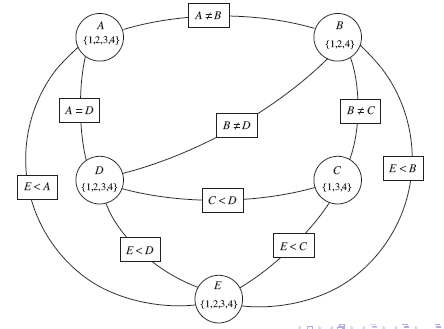 A ≠ B
A
{1,2,3,4}
B
{1,2,4}
A = D
B ≠ C
B ≠ D
E < B
D
{1,2,3,4}
C
{1,3,4}
E < A
C < D
E < D
E < C
E
{1,2,3,4}